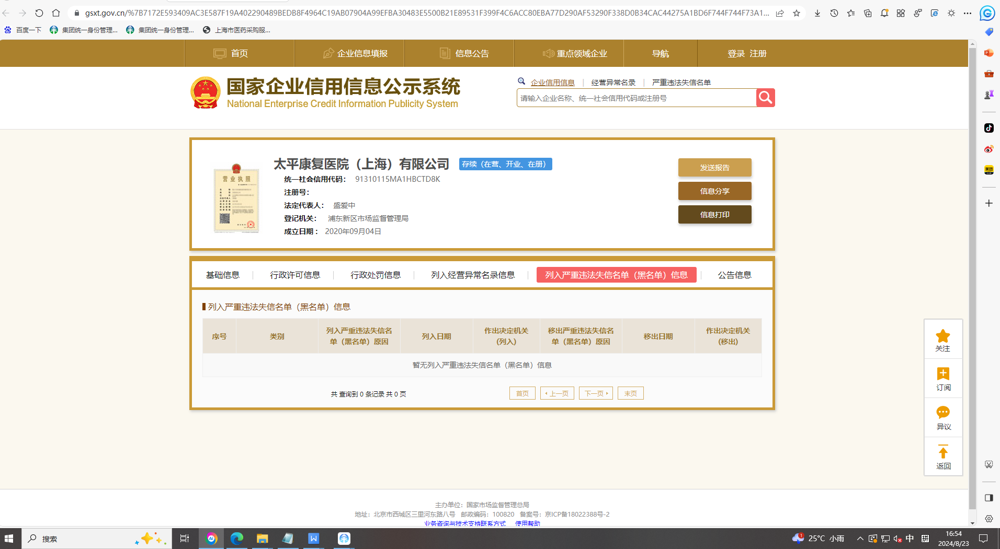 gsxt.gov.cn/%7B7172E593409AC3E587F19A402290489BEDB8F4964C19AB07904A99EFBA30483E5500B21E89531F399F4C6ACC80EBA77D290AF53290F338D0B34CAC44275A1BD6F744F744F73A1...
百度一下 集团统一身份管理... 集团统一身份管理... 上海市医药采购服...
首页 企业信息填报 信息公告 重点领域企业 导航 登录 注册
国家企业信用信息公示系统
National Enterprise Credit Information Publicity System
企业信用信息 | 经营异常名录 | 严重违法失信名单
请输入企业名称、统一社会信用代码或注册号
营业执照
太平康复医院（上海）有限公司 存续（在营、开业、在册）
统一社会信用代码： 91310115MA1HBCTD8K
注册号：
法定代表人： 盛爱中
登记机关： 浦东新区市场监督管理局
成立日期： 2020年09月04日
发送报告
信息分享
信息打印
基础信息 行政许可信息 行政处罚信息 列入经营异常名录信息 列入严重违法失信名单（黑名单）信息 公告信息
列入严重违法失信名单（黑名单）信息
序号 类别 列入严重违法失信名单（黑名单）原因 列入日期 作出决定机关(列入) 移出严重违法失信名单（黑名单）原因 移出日期 作出决定机关(移出)
暂无列入严重违法失信名单（黑名单）信息
共 查询到 0 条记录 共 0 页 首页 上一页 下一页 末页
关注
订阅
异议
返回
主办单位：国家市场监督管理总局
地址：北京市西城区三里河东路八号 邮政编码：100820 备案号：京ICP备18022388号-2
业务咨询与技术支持联系方式 使用帮助
搜索
25°C 小雨
中
拼
16:54
2024/8/23
美团